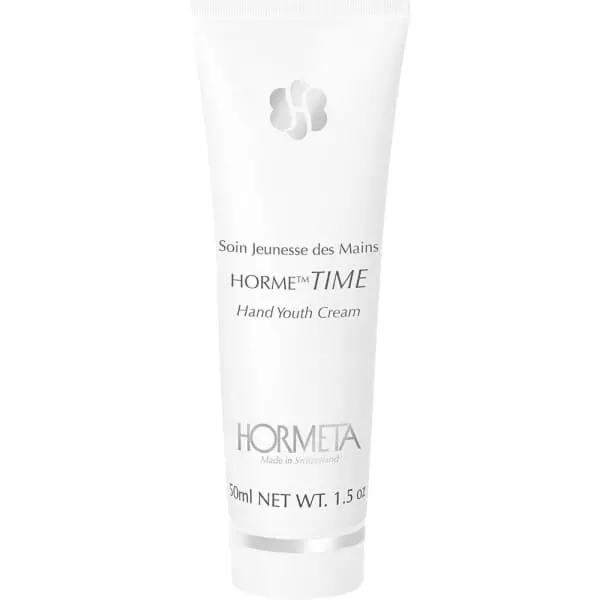 Soin Jeunesse des Mains
HORME™TIME
Hand Youth Cream
HORMETA
Made in Switzerland
50ml NET WT. 1.5 oz